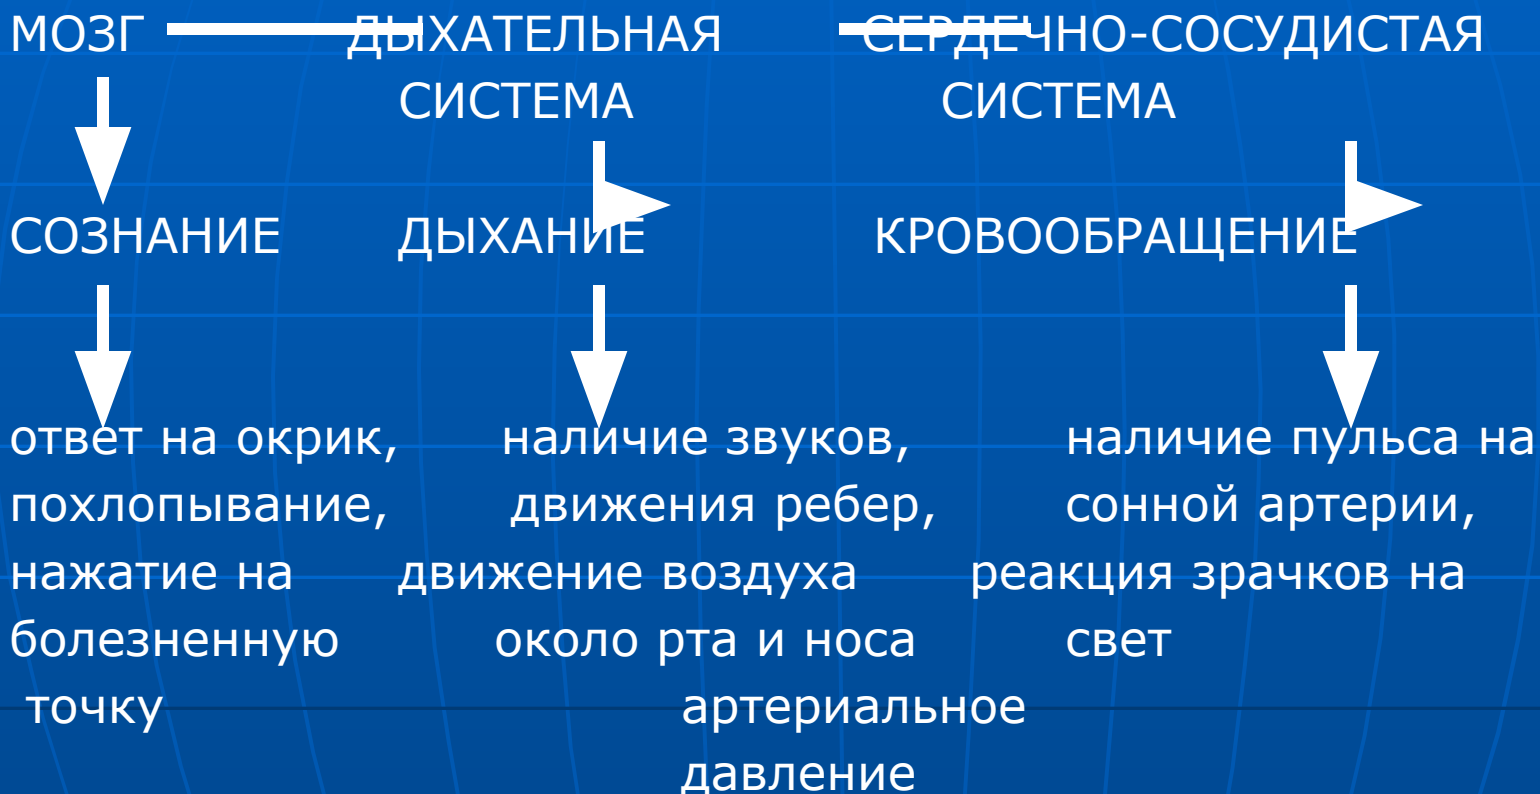 МОЗГ ДЫХАТЕЛЬНАЯ СЕРДЕЧНО-СОСУДИСТАЯ
СИСТЕМА СИСТЕМА
СОЗНАНИЕ ДЫХАНИЕ КРОВООБРАЩЕНИЕ
ответ на окрик, наличие звуков, наличие пульса на
похлопывание, движения ребер, сонной артерии,
нажатие на движение воздуха реакция зрачков на
болезненную около рта и носа свет
точку артериальное
давление